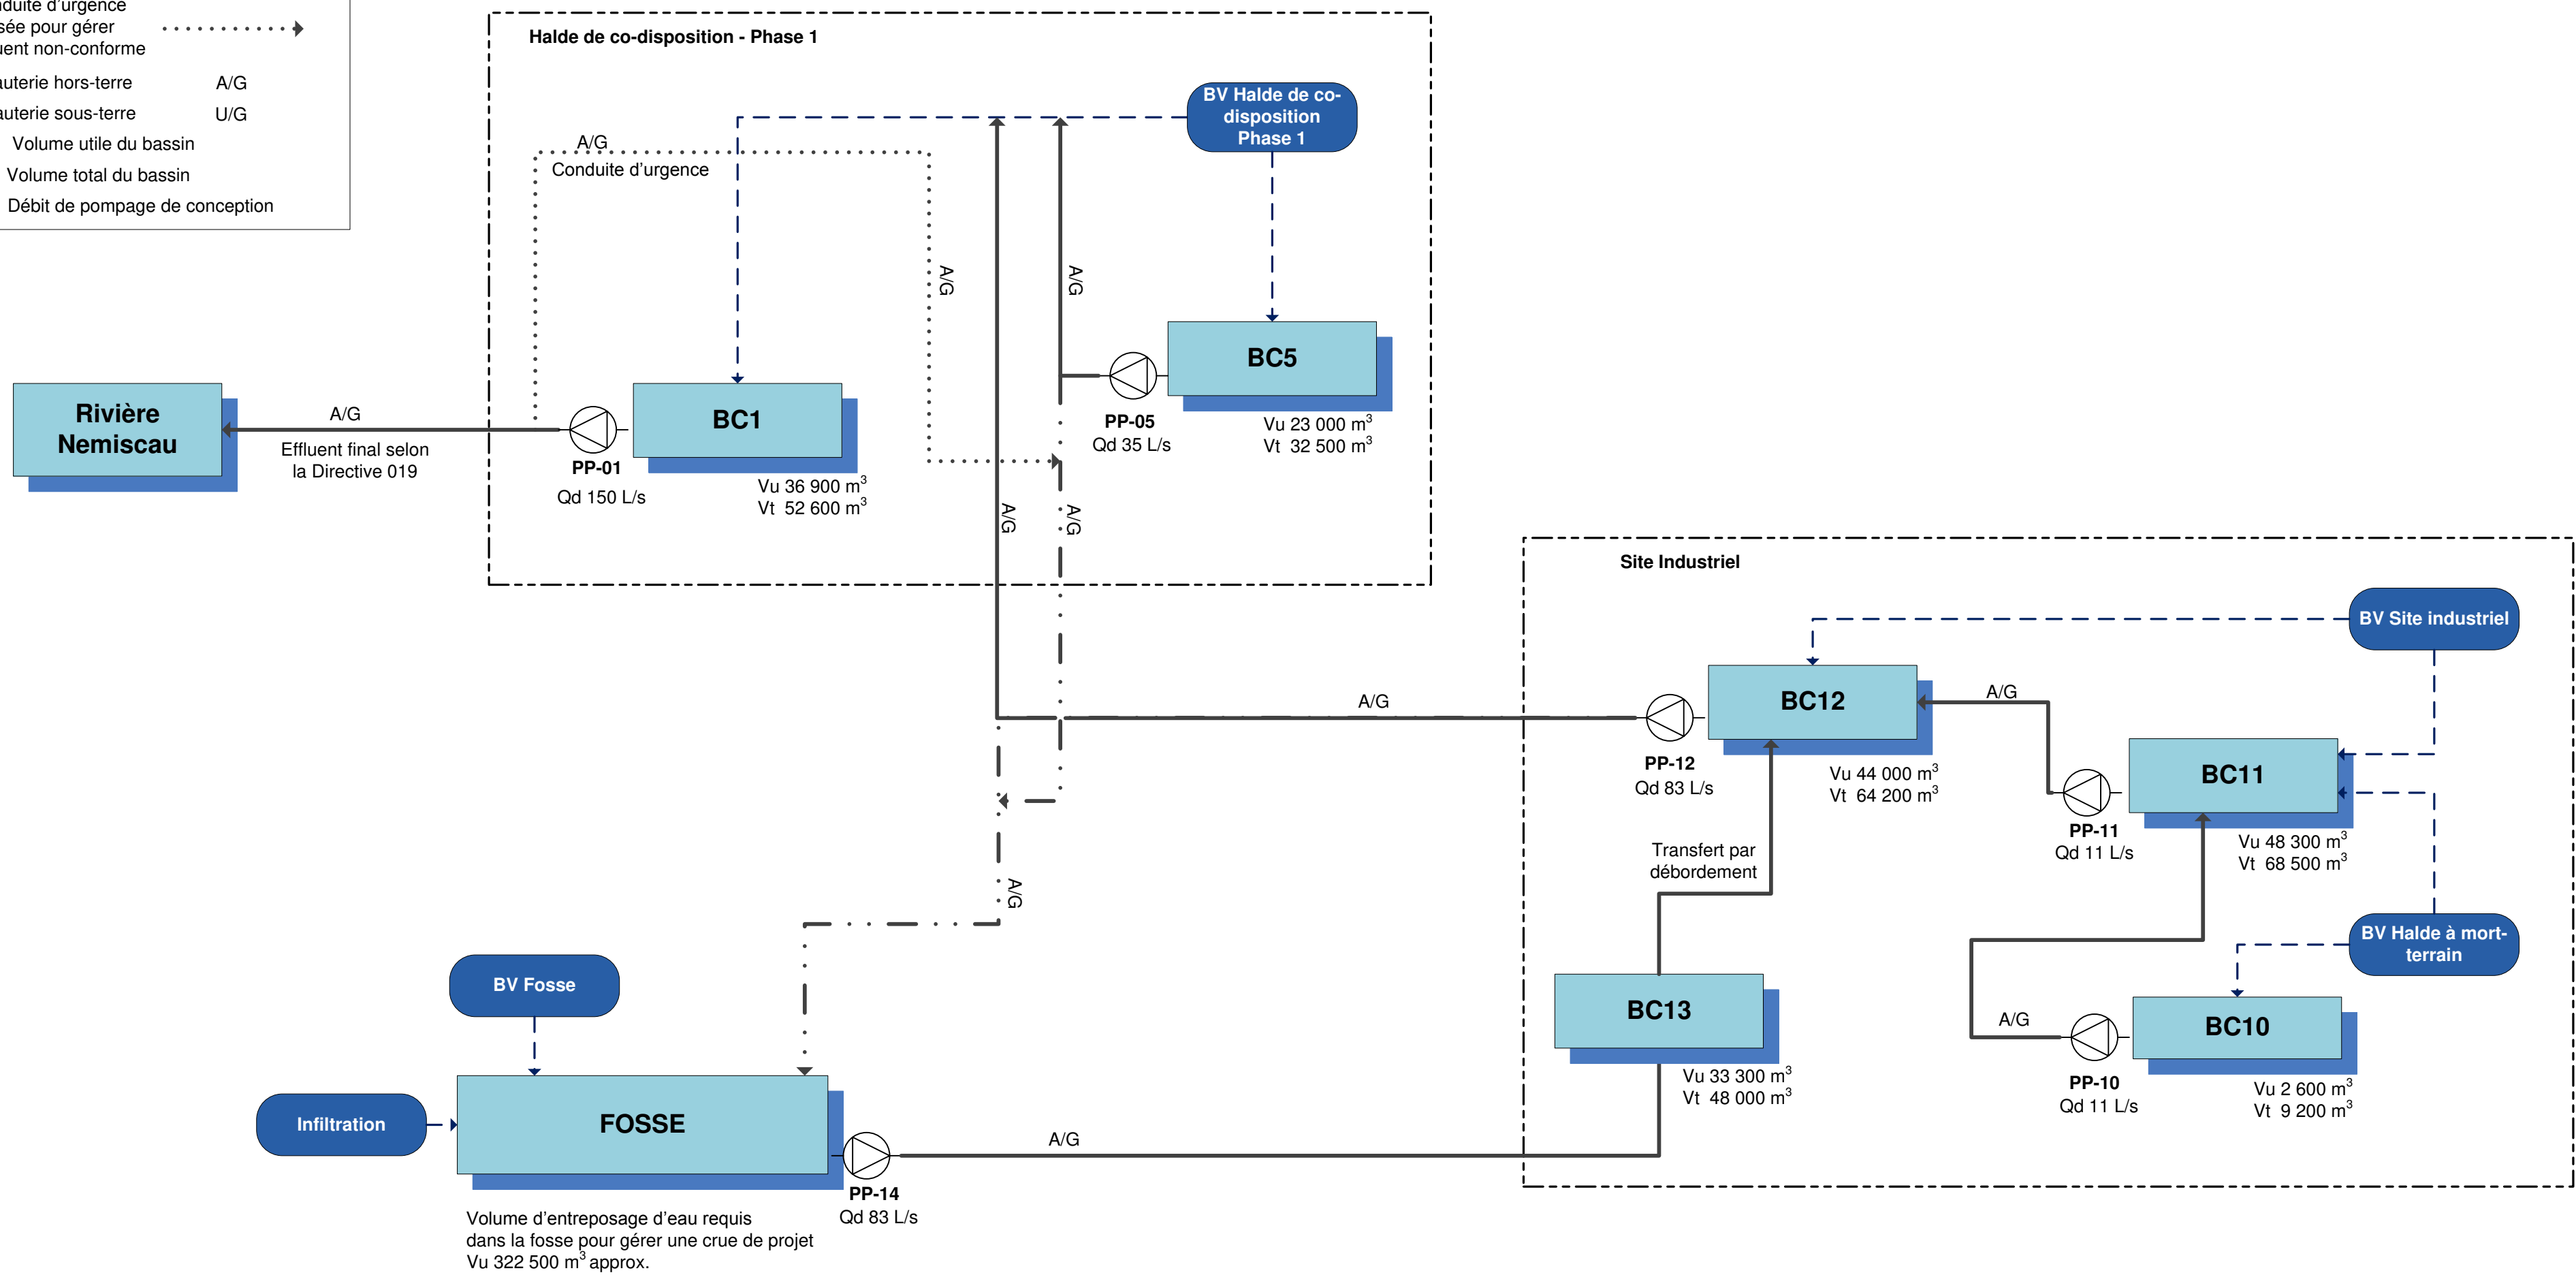 nduite d'urgence
sée pour gérer
uent non-conforme
auterie hors-terre A/G
auterie sous-terre U/G
Volume utile du bassin
Volume total du bassin
Débit de pompage de conception
Halde de co-disposition - Phase 1
BV Halde de co-
disposition
Phase 1
A/G
Conduite d'urgence
A/G
A/G
BC5
Vu 23 000 m³
Vt 32 500 m³
PP-05
Qd 35 L/s
Rivière
Nemiscau
A/G
Effluent final selon
la Directive 019
PP-01
Qd 150 L/s
BC1
Vu 36 900 m³
Vt 52 600 m³
A/G
A/G
Site Industriel
BV Site industriel
A/G
PP-12
Qd 83 L/s
BC12
Vu 44 000 m³
Vt 64 200 m³
A/G
PP-11
Qd 11 L/s
BC11
Vu 48 300 m³
Vt 68 500 m³
Transfert par
débordement
A/G
BV Halde à mort-
terrain
BC13
Vu 33 300 m³
Vt 48 000 m³
A/G
PP-10
Qd 11 L/s
BC10
Vu 2 600 m³
Vt 9 200 m³
BV Fosse
Infiltration
FOSSE
A/G
PP-14
Qd 83 L/s
Volume d'entreposage d'eau requis
dans la fosse pour gérer une crue de projet
Vu 322 500 m³ approx.